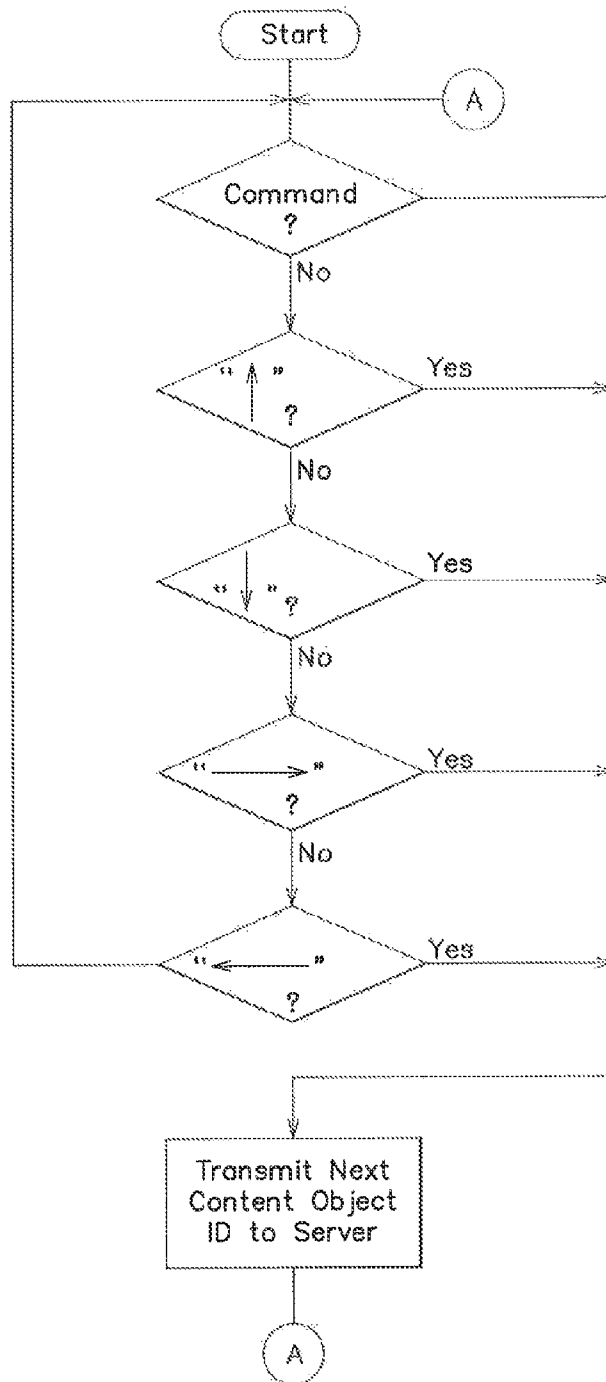 Start
A
Command
?
No
“ ↑ ”
?
Yes
No
“ ↓ ” ?
Yes
No
“ → ”
?
Yes
No
“ ← ”
?
Yes
Transmit Next
Content Object
ID to Server
A